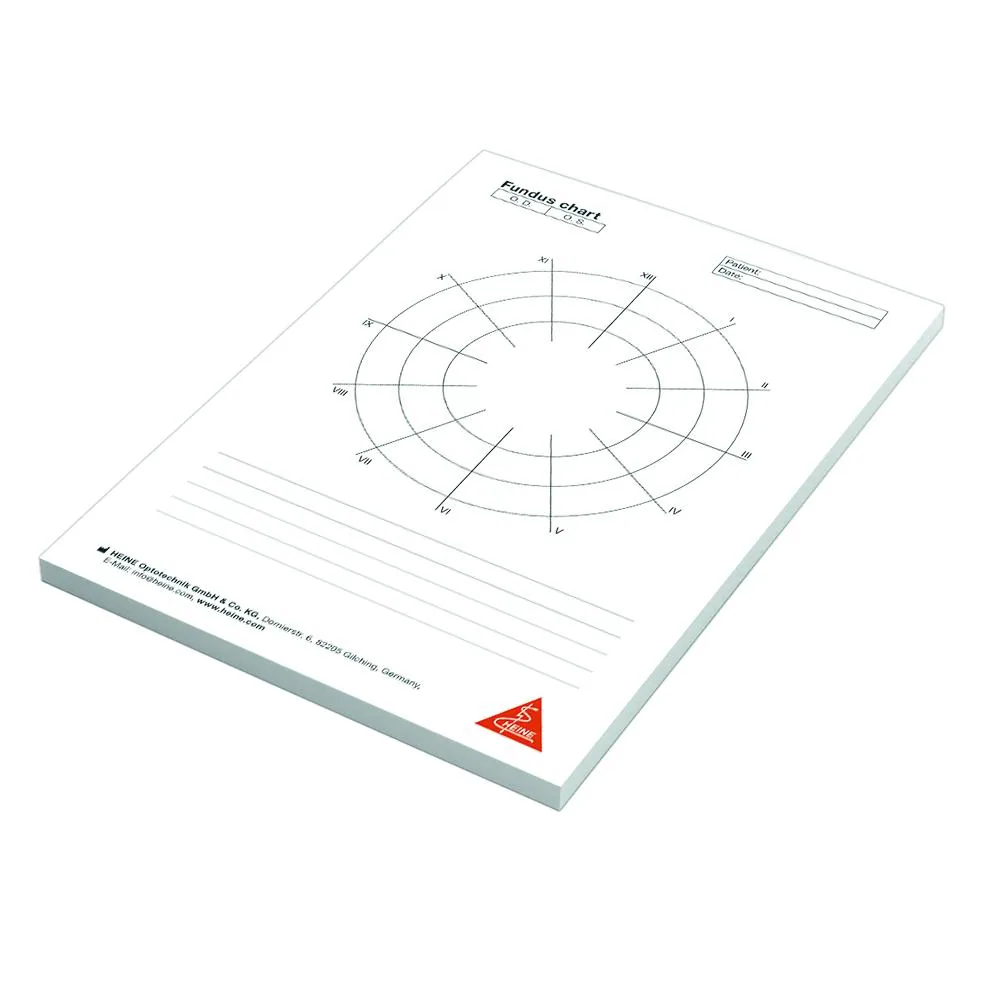 Fundus chart
O. D. O. S.
Patient:
Date:
XII
I
II
III
IV
V
VI
VII
VIII
IX
X
XI
HEINE Optotechnik GmbH & Co. KG, Dornierstr. 6, 82205 Gilching, Germany,
E-Mail: info@heine.com, www.heine.com
HEINE